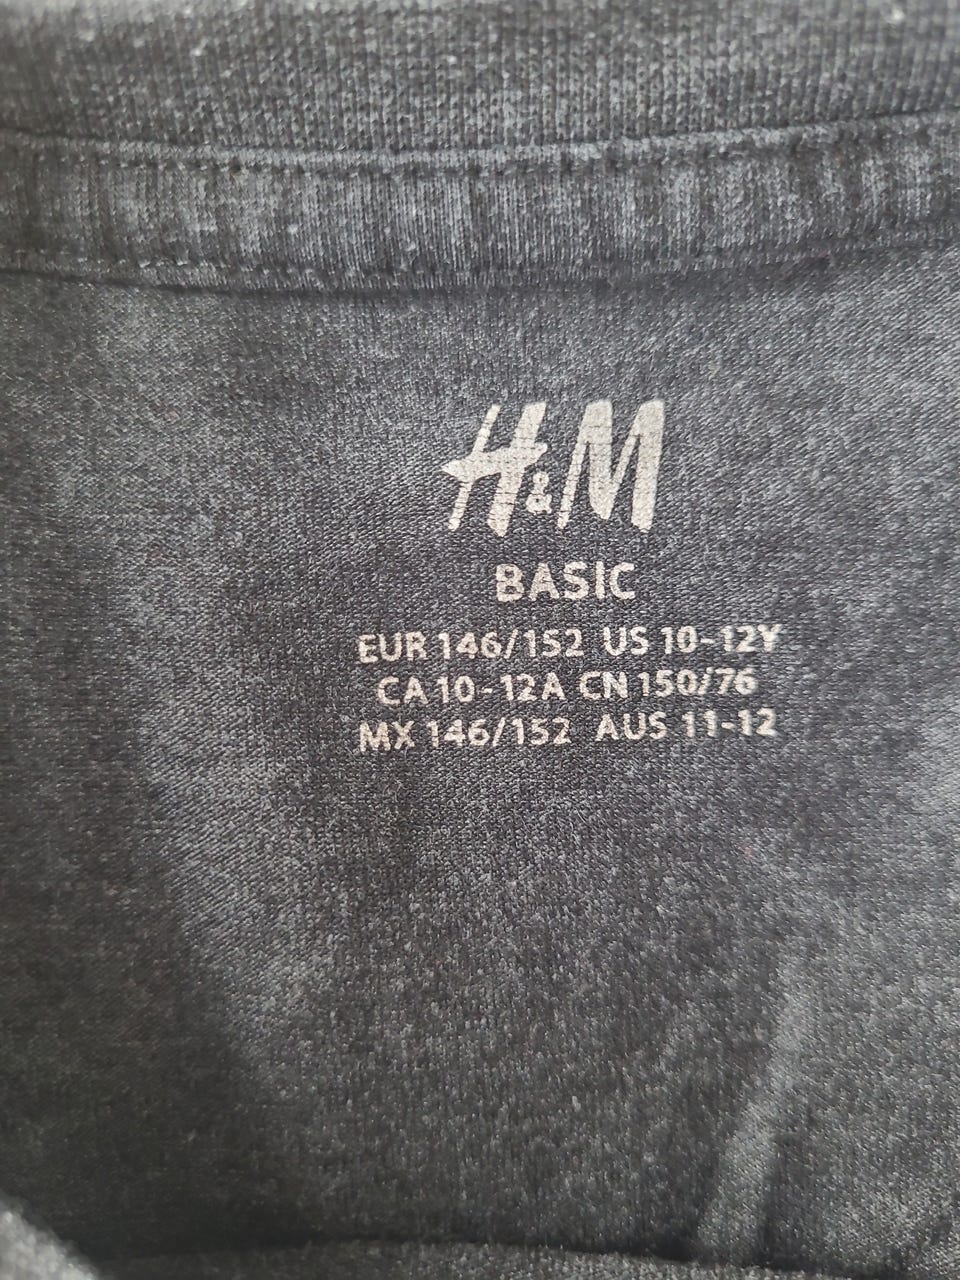 H&M
BASIC
EUR 146/152 US 10-12Y
CA 10-12A CN 150/76
MX 146/152 AUS 11-12